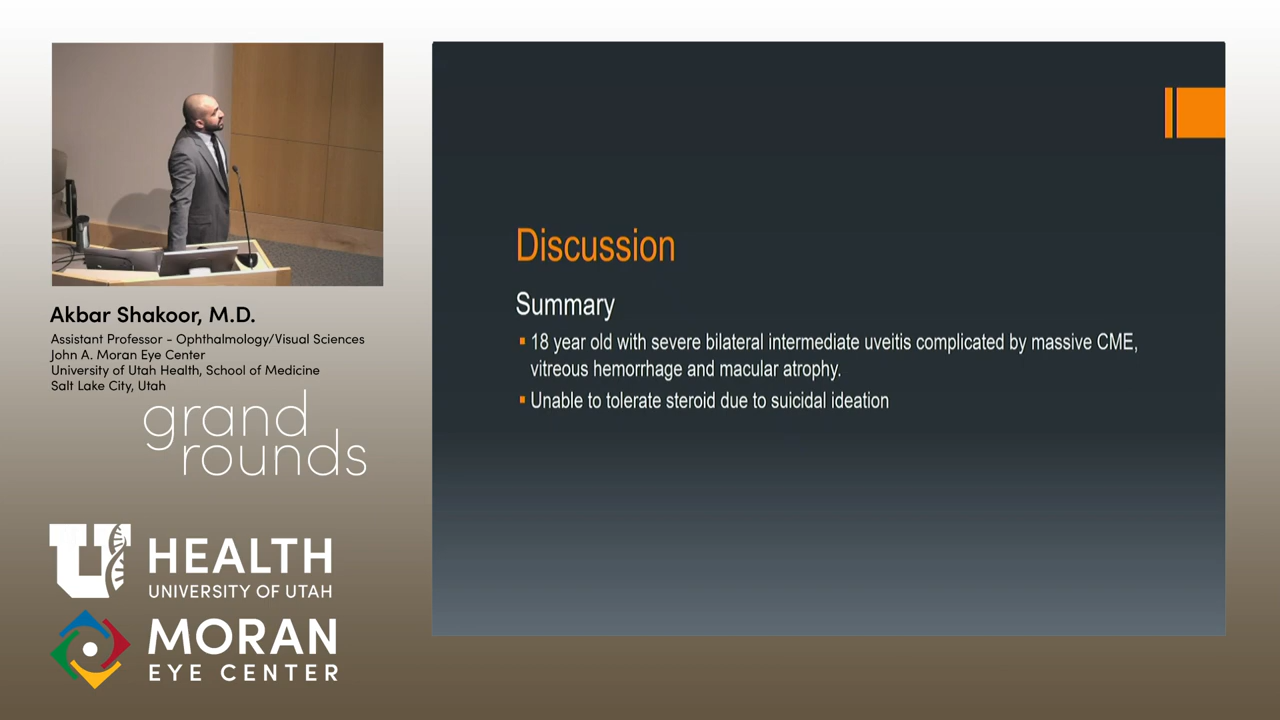 Akbar Shakoor, M.D.
Assistant Professor - Ophthalmology/Visual Sciences
John A. Moran Eye Center
University of Utah Health, School of Medicine
Salt Lake City, Utah
grand
rounds
U HEALTH
UNIVERSITY OF UTAH
MORAN
EYE CENTER
Discussion
Summary
18 year old with severe bilateral intermediate uveitis complicated by massive CME,
vitreous hemorrhage and macular atrophy.
Unable to tolerate steroid due to suicidal ideation